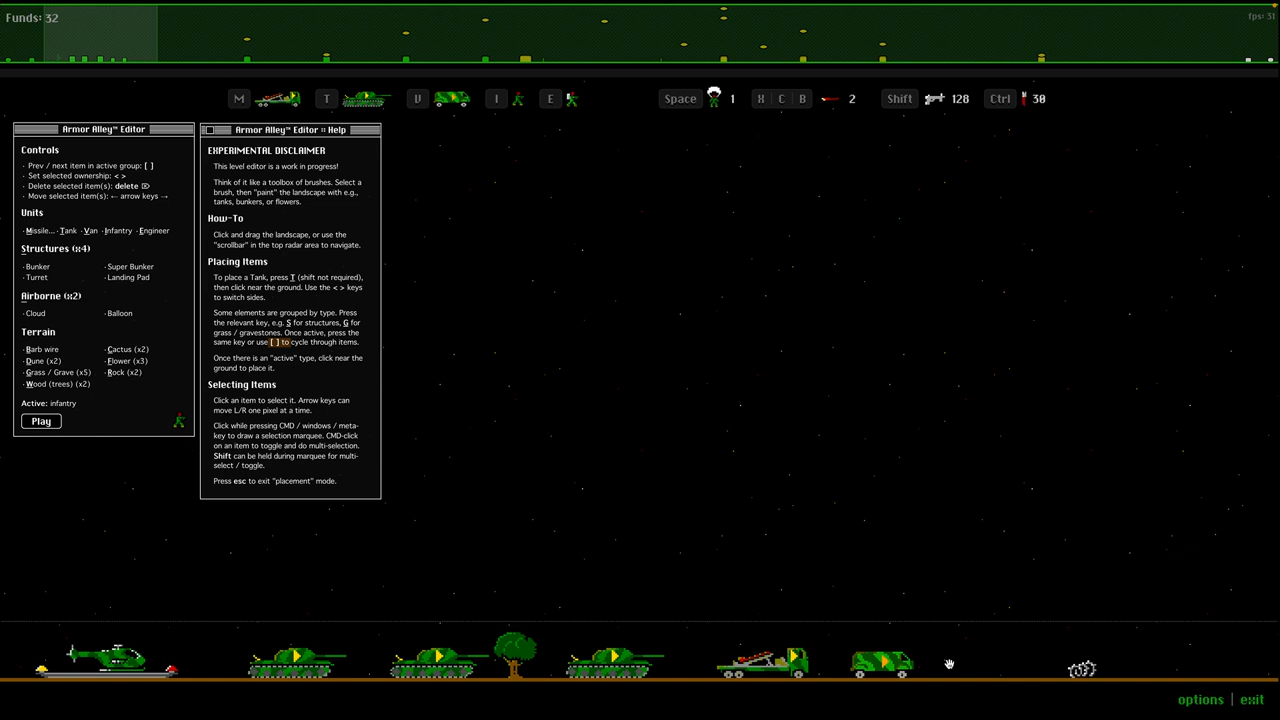 Funds: 32
fps: 31
M T V I E Space 1 X C B 2 Shift 128 Ctrl 30
Armor Alley™ Editor
Controls
· Prev / next item in active group: [ ]
· Set selected ownership: < >
· Delete selected item(s): delete ⌦
· Move selected item(s): ← arrow keys →
Units
· Missile... · Tank · Van · Infantry · Engineer
Structures (x4)
· Bunker · Super Bunker
· Turret · Landing Pad
Airborne (x2)
· Cloud · Balloon
Terrain
· Barb wire · Cactus (x2)
· Dune (x2) · Flower (x3)
· Grass / Grave (x5) · Rock (x2)
· Wood (trees) (x2)
Active: infantry
Play
Armor Alley™ Editor :: Help
EXPERIMENTAL DISCLAIMER
This level editor is a work in progress!
Think of it like a toolbox of brushes. Select a
brush, then "paint" the landscape with e.g.,
tanks, bunkers, or flowers.
How-To
Click and drag the landscape, or use the
"scrollbar" in the top radar area to navigate.
Placing Items
To place a Tank, press T (shift not required),
then click near the ground. Use the < > keys
to switch sides.
Some elements are grouped by type. Press
the relevant key, e.g. S for structures, G for
grass / gravestones. Once active, press the
same key or use [ ] to cycle through items.
Once there is an "active" type, click near the
ground to place it.
Selecting Items
Click an item to select it. Arrow keys can
move L/R one pixel at a time.
Click while pressing CMD / windows / meta-
key to draw a selection marquee. CMD-click
on an item to toggle and do multi-selection.
Shift can be held during marquee for multi-
select / toggle.
Press esc to exit "placement" mode.
options | exit